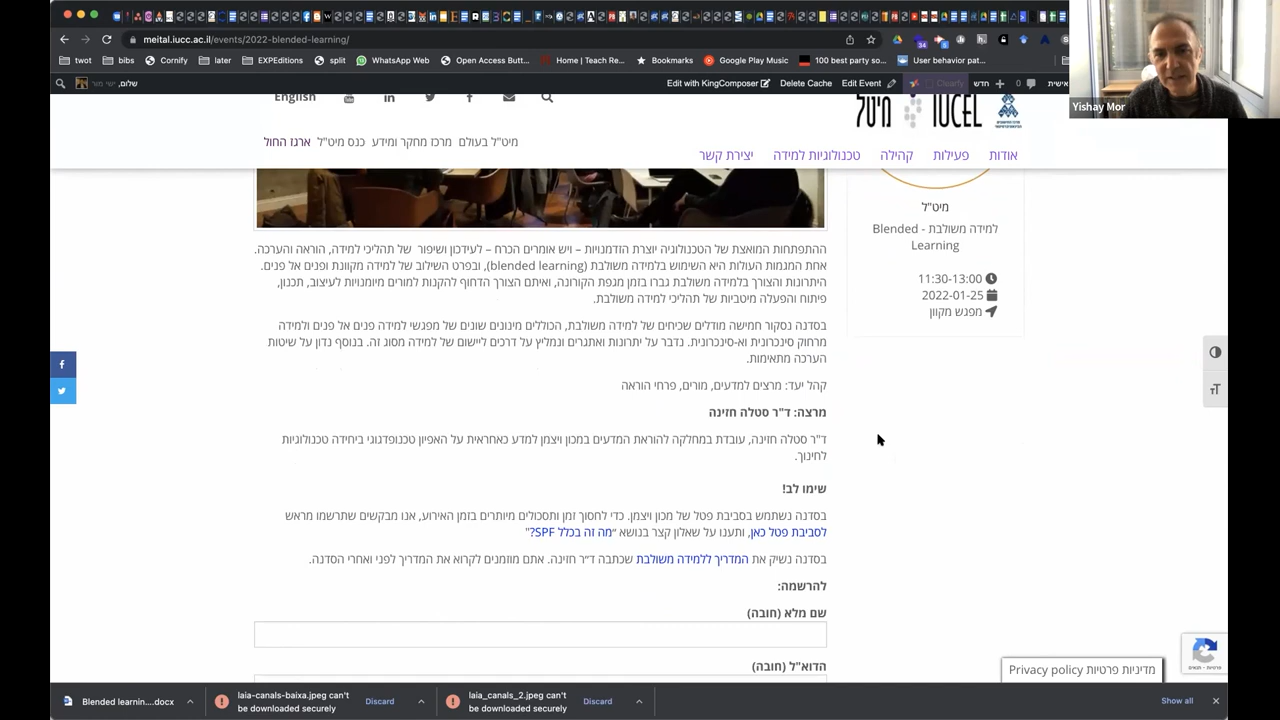 meital.iucc.ac.il/events/2022-blended-learning/
twot
bibs
Cornify
later
EXPEditions
split
WhatsApp Web
Open Access Butt...
Home | Teach Re...
Bookmarks
Google Play Music
100 best party so...
User behavior pat...
שלום, ישי מור
Edit with KingComposer
Delete Cache
Edit Event
Clearfy
חדש
0
אישית
Yishay Mor
English
מיטל
IUCEL
מיט"ל בעולם מרכז מחקר ומידע כנס מיט"ל ארגז החול
אודות פעילות קהילה טכנולוגיות למידה יצירת קשר
מיט"ל
למידה משולבת - Blended
Learning
11:30-13:00
2022-01-25
מפגש מקוון
ההתפתחות המואצת של הטכנולוגיה יוצרת הזדמנויות – ויש אומרים הכרח – לעידכון ושיפור של תהליכי למידה, הוראה והערכה.
אחת המגמות העולות היא השימוש בלמידה משולבת (blended learning), ובפרט השילוב של למידה מקוונת ופנים אל פנים.
היתרונות והצורך בלמידה משולבת גברו בזמן מגפת הקורונה, ואיתם הצורך הדחוף להקנות למורים מיומנויות לעיצוב, תכנון,
פיתוח והפעלה מיטביות של תהליכי למידה משולבת.
בסדנה נסקור חמישה מודלים שכיחים של למידה משולבת, הכוללים מינונים שונים של מפגשי למידה פנים אל פנים ולמידה
מרחוק סינכרונית וא-סינכרונית. נדבר על יתרונות ואתגרים ונמליץ על דרכים ליישום של למידה מסוג זה. בנוסף נדון על שיטות
הערכה מתאימות.
קהל יעד: מרצים למדעים, מורים, פרחי הוראה
מרצה: ד"ר סטלה חזינה
ד"ר סטלה חזינה, עובדת במחלקה להוראת המדעים במכון ויצמן למדע כאחראית על האפיון טכנופדגוגי ביחידה טכנולוגיות
לחינוך.
שימו לב!
בסדנה נשתמש בסביבת פטל של מכון ויצמן. כדי לחסוך זמן ותסכולים מיותרים בזמן האירוע, אנו מבקשים שתרשמו מראש
לסביבת פטל כאן, ותענו על שאלון קצר בנושא "מה זה בכלל SPF?"
בסדנה נשיק את המדריך ללמידה משולבת שכתבה ד״ר חזינה. אתם מוזמנים לקרוא את המדריך לפני ואחרי הסדנה.
להרשמה:
שם מלא (חובה)
הדוא"ל (חובה)
Privacy policy מדיניות פרטיות
פרטיות - תנאים
Blended learnin....docx
laia-canals-baixa.jpeg can't
be downloaded securely
Discard
laia_canals_2.jpeg can't
be downloaded securely
Discard
Show all